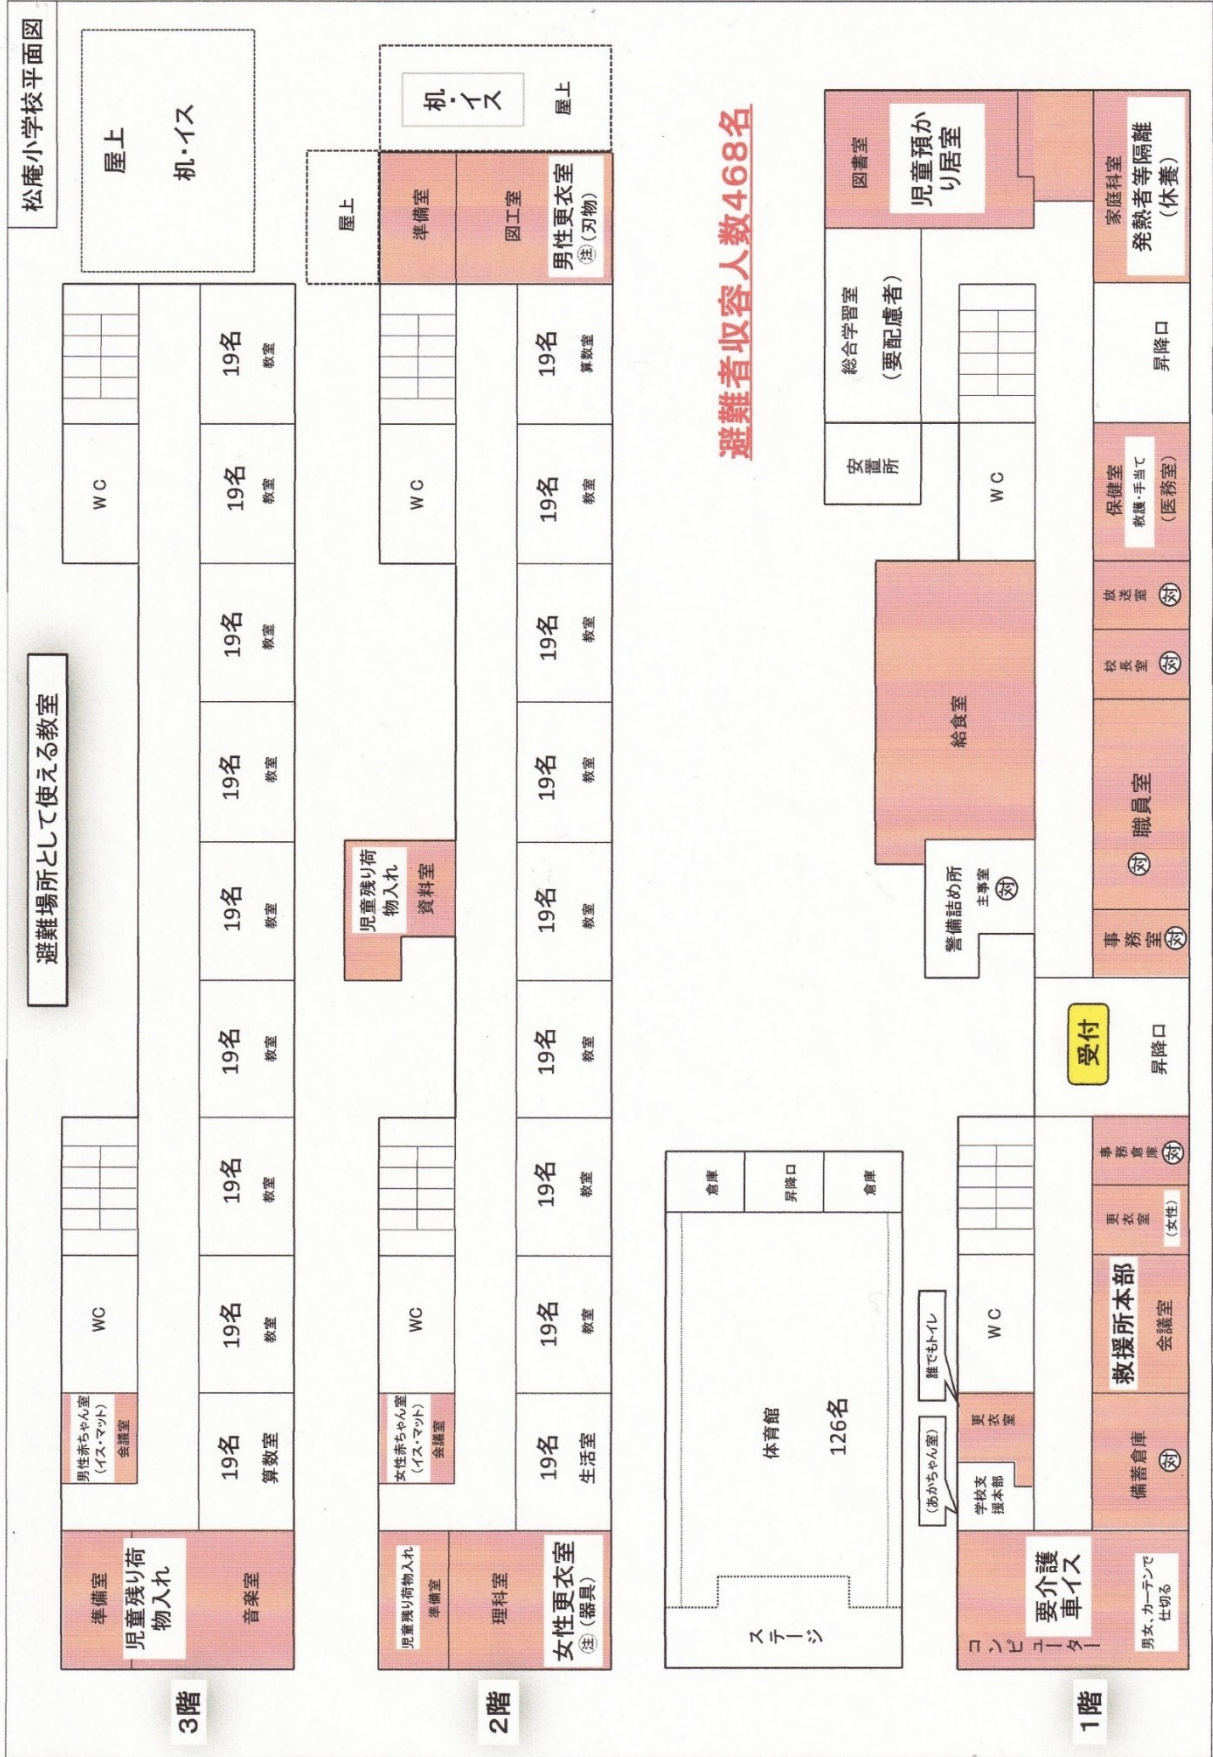 松庵小学校平面図
避難場所として使える教室
3階
準備室
児童残り荷
物入れ
音楽室
男性赤ちゃん室
(イス・マット)
会議室
WC
WC
19名
算数室
19名
教室
19名
教室
19名
教室
19名
教室
19名
教室
19名
教室
19名
教室
19名
教室
屋上
机・イス
2階
児童残り荷物入れ
準備室
理科室
女性更衣室
㊟(器具)
女性赤ちゃん室
(イス・マット)
会議室
WC
児童残り荷
物入れ
資料室
WC
19名
生活室
19名
教室
19名
教室
19名
教室
19名
教室
19名
教室
19名
教室
19名
教室
19名
算数室
屋上
準備室
図工室
男性更衣室
㊟(刃物)
机・イス
屋上
避難者収容人数468名
ステージ
体育館
126名
倉庫
昇降口
倉庫
1階
コンピューター
要介護
車イス
男女、カーテンで
仕切る
(あかちゃん室)
誰でもトイレ
学校支
援本部
更衣室
WC
備蓄倉庫
対
救援所本部
会議室
更衣室
(女性)
事務倉庫
対
受付
昇降口
警備詰め所
主事室
対
給食室
事務室
対
対
職員室
校長室
対
放送室
対
保健室
救護・手当て
(医務室)
WC
安置所
総合学習室
(要配慮者)
昇降口
図書室
児童預か
り居室
家庭科室
発熱者等隔離
(休養)